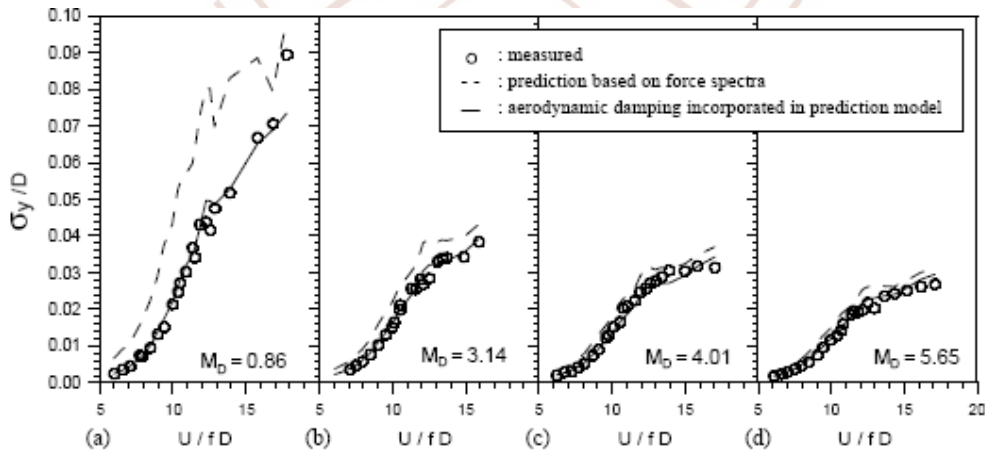 0.10
0.09
0.08
0.07
0.06
0.05
0.04
0.03
0.02
0.01
0.00
σy/D
: measured
: prediction based on force spectra
: aerodynamic damping incorporated in prediction model
MD = 0.86
MD = 3.14
MD = 4.01
MD = 5.65
5 10 15 5 10 15 5 10 15 5 10 15 20
(a) U / f D (b) U / f D (c) U / f D (d) U / f D